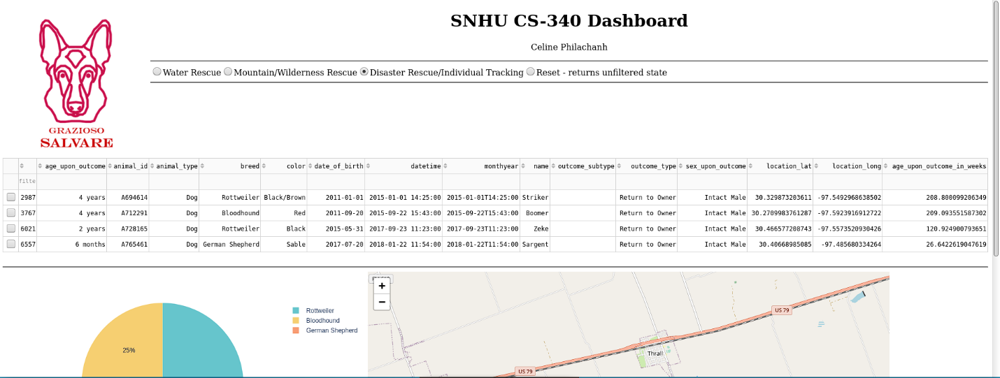 SNHU CS-340 Dashboard
Celine Philachanh
Water Rescue Mountain/Wilderness Rescue Disaster Rescue/Individual Tracking Reset - returns unfiltered state
GRAZIOSO
SALVARE
age_upon_outcome animal_id animal_type breed color date_of_birth datetime monthyear name outcome_subtype outcome_type sex_upon_outcome location_lat location_long age_upon_outcome_in_weeks
filte
2987 4 years A694614 Dog Rottweiler Black/Brown 2011-01-01 2015-01-01 14:25:00 2015-01-01T14:25:00 Striker Return to Owner Intact Male 30.329873203611 -97.5492968638502 208.800099206349
3767 4 years A712291 Dog Bloodhound Red 2011-09-20 2015-09-22 15:43:00 2015-09-22T15:43:00 Boomer Return to Owner Intact Male 30.2709983761287 -97.5923916912722 209.093551587302
6021 2 years A728165 Dog Rottweiler Black 2015-05-31 2017-09-23 11:23:00 2017-09-23T11:23:00 Zeke Return to Owner Intact Male 30.466577208743 -97.5573520930426 120.924900793651
6557 6 months A765461 Dog German Shepherd Sable 2017-07-20 2018-01-22 11:54:00 2018-01-22T11:54:00 Sargent Return to Owner Intact Male 30.40668985085 -97.485680334264 26.6422619047619
25%
Rottweiler
Bloodhound
German Shepherd
+
−
US 79
Thrall
US 79